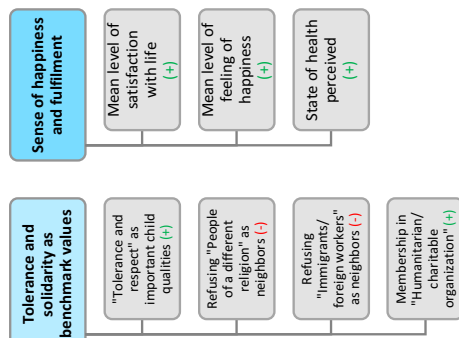 Sense of happiness
and fulfilment
Mean level of
satisfaction
with life
(+)
Mean level of
feeling of
happiness
(+)
State of health
perceived
(+)
Tolerance and
solidarity as
benchmark values
"Tolerance and
respect" as
important child
qualities (+)
Refusing "People
of a different
religion" as
neighbors (-)
Refusing
"Immigrants/
foreign workers"
as neighbors (-)
Membership in
"Humanitarian/
charitable
organization" (+)